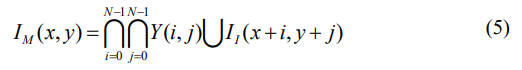 I_M(x, y) = ⋂_{i=0}^{N-1} ⋂_{j=0}^{N-1} Y(i, j) ⋃ I_I(x+i, y+j) (5)